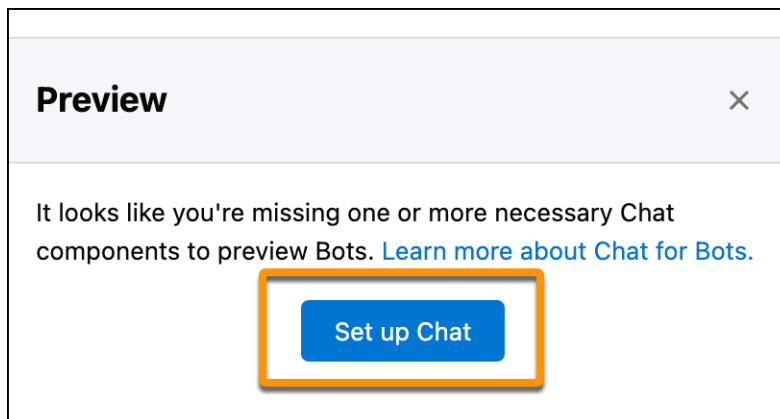 Preview
It looks like you're missing one or more necessary Chat
components to preview Bots. Learn more about Chat for Bots.
Set up Chat